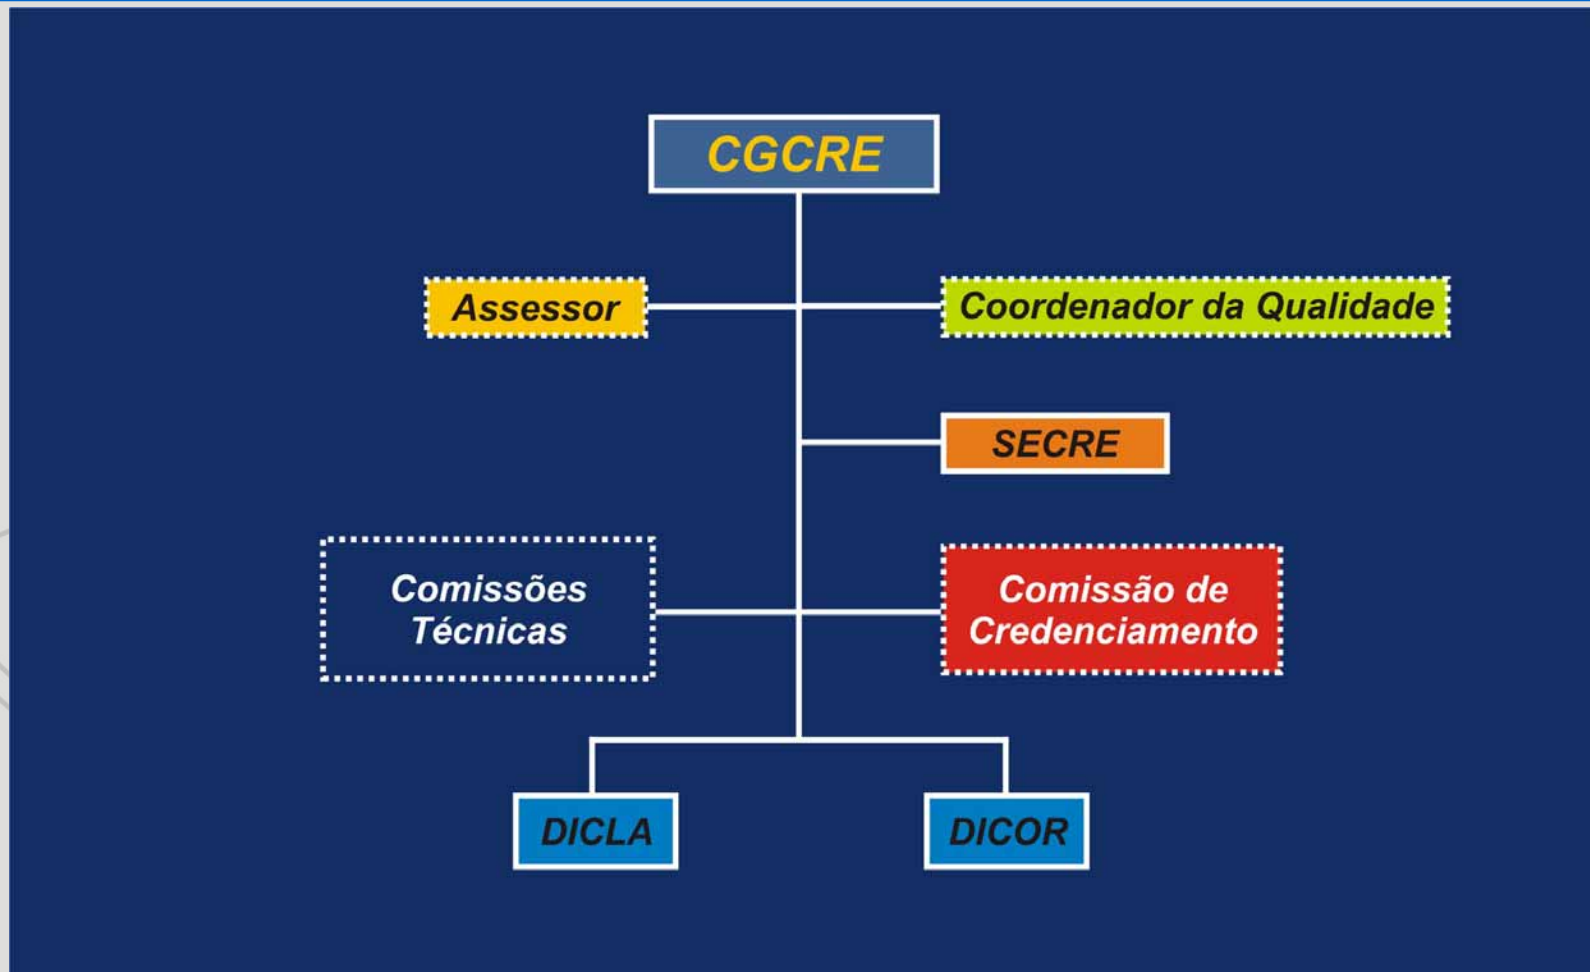 CGCRE
Assessor
Coordenador da Qualidade
SECRE
Comissões
Técnicas
Comissão de
Credenciamento
DICLA
DICOR